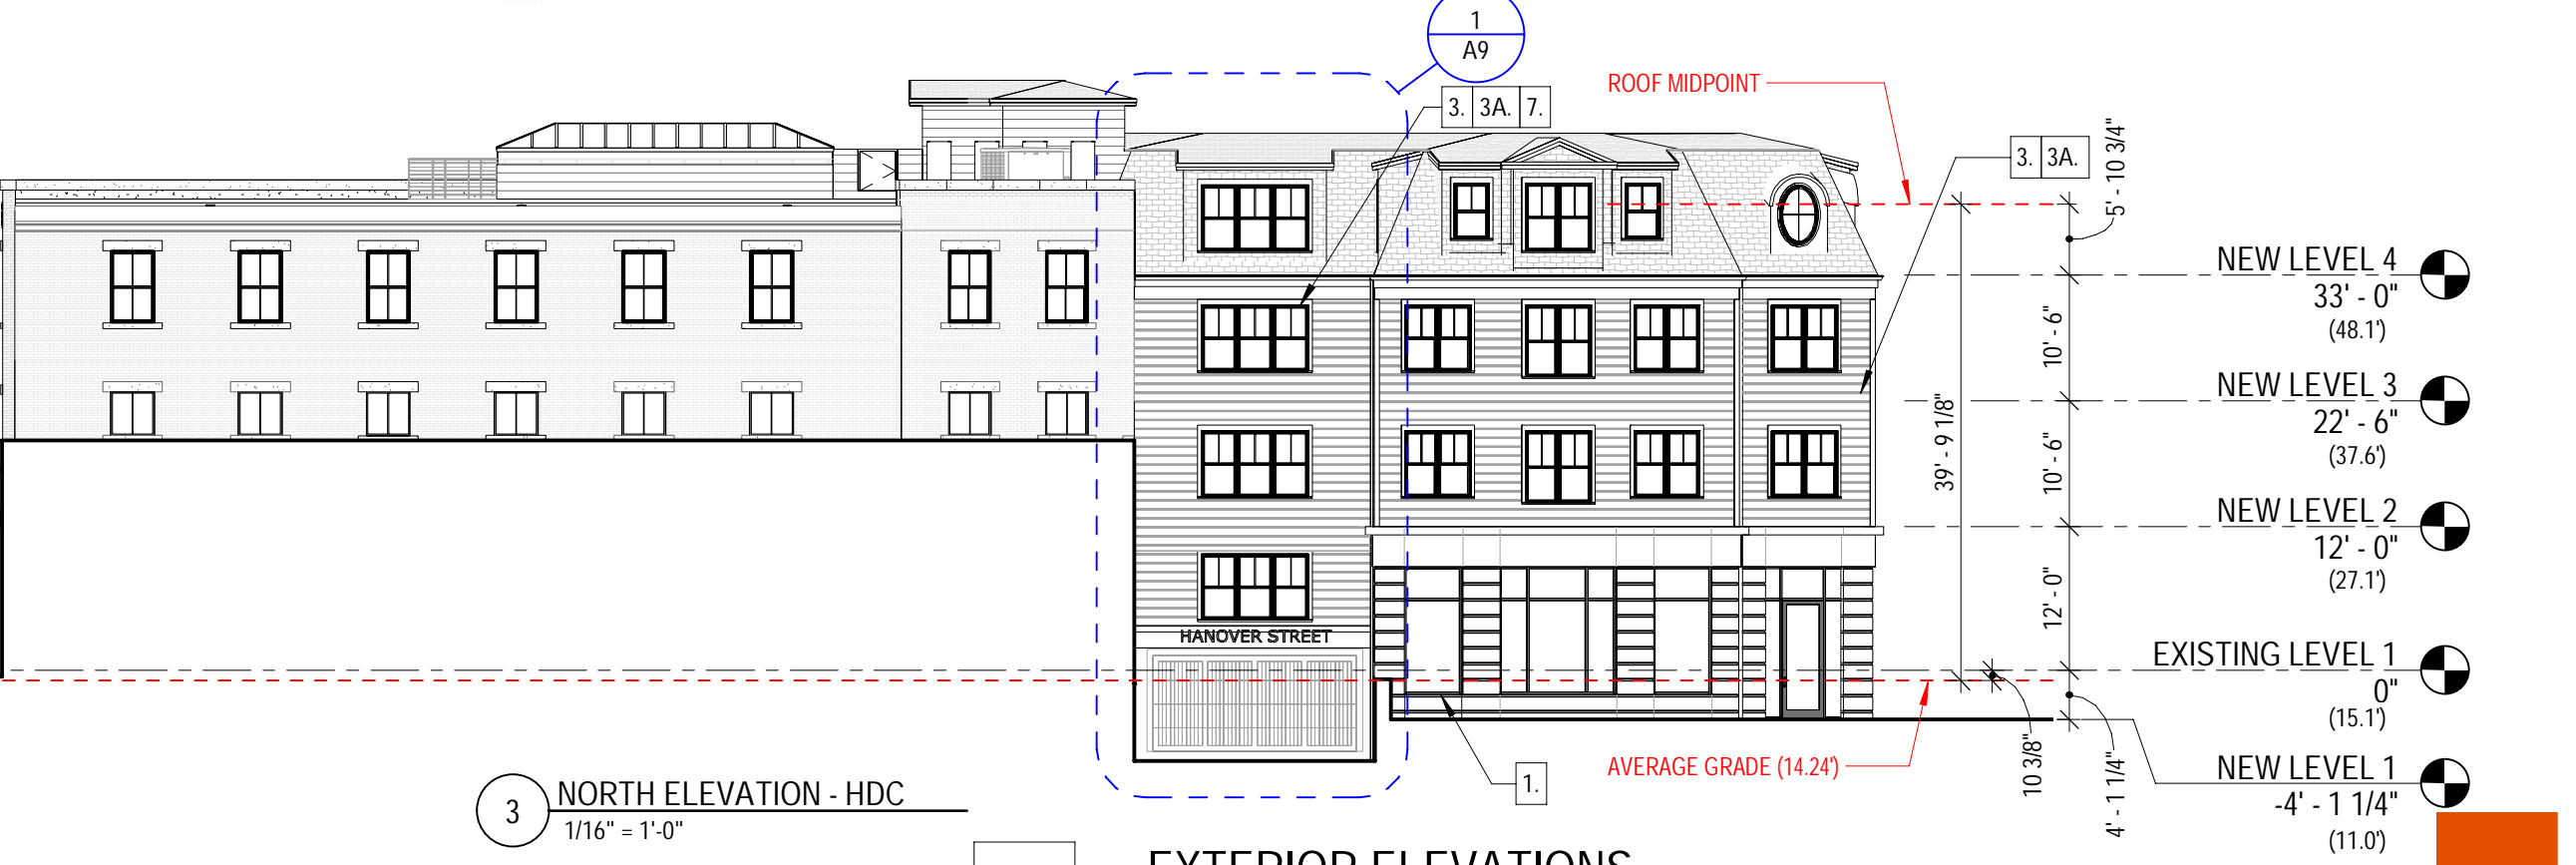 1
A9
ROOF MIDPOINT
3. 3A. 7.
3. 3A.
5' - 10 3/4"
NEW LEVEL 4
33' - 0"
(48.1')
10' - 6"
NEW LEVEL 3
22' - 6"
(37.6')
39' - 9 1/8"
10' - 6"
NEW LEVEL 2
12' - 0"
(27.1')
12' - 0"
HANOVER STREET
EXISTING LEVEL 1
0"
(15.1')
AVERAGE GRADE (14.24')
10 3/8"
4' - 1 1/4"
1.
NEW LEVEL 1
-4' - 1 1/4"
(11.0')
3
NORTH ELEVATION - HDC
1/16" = 1'-0"
EXTERIOR ELEVATIONS